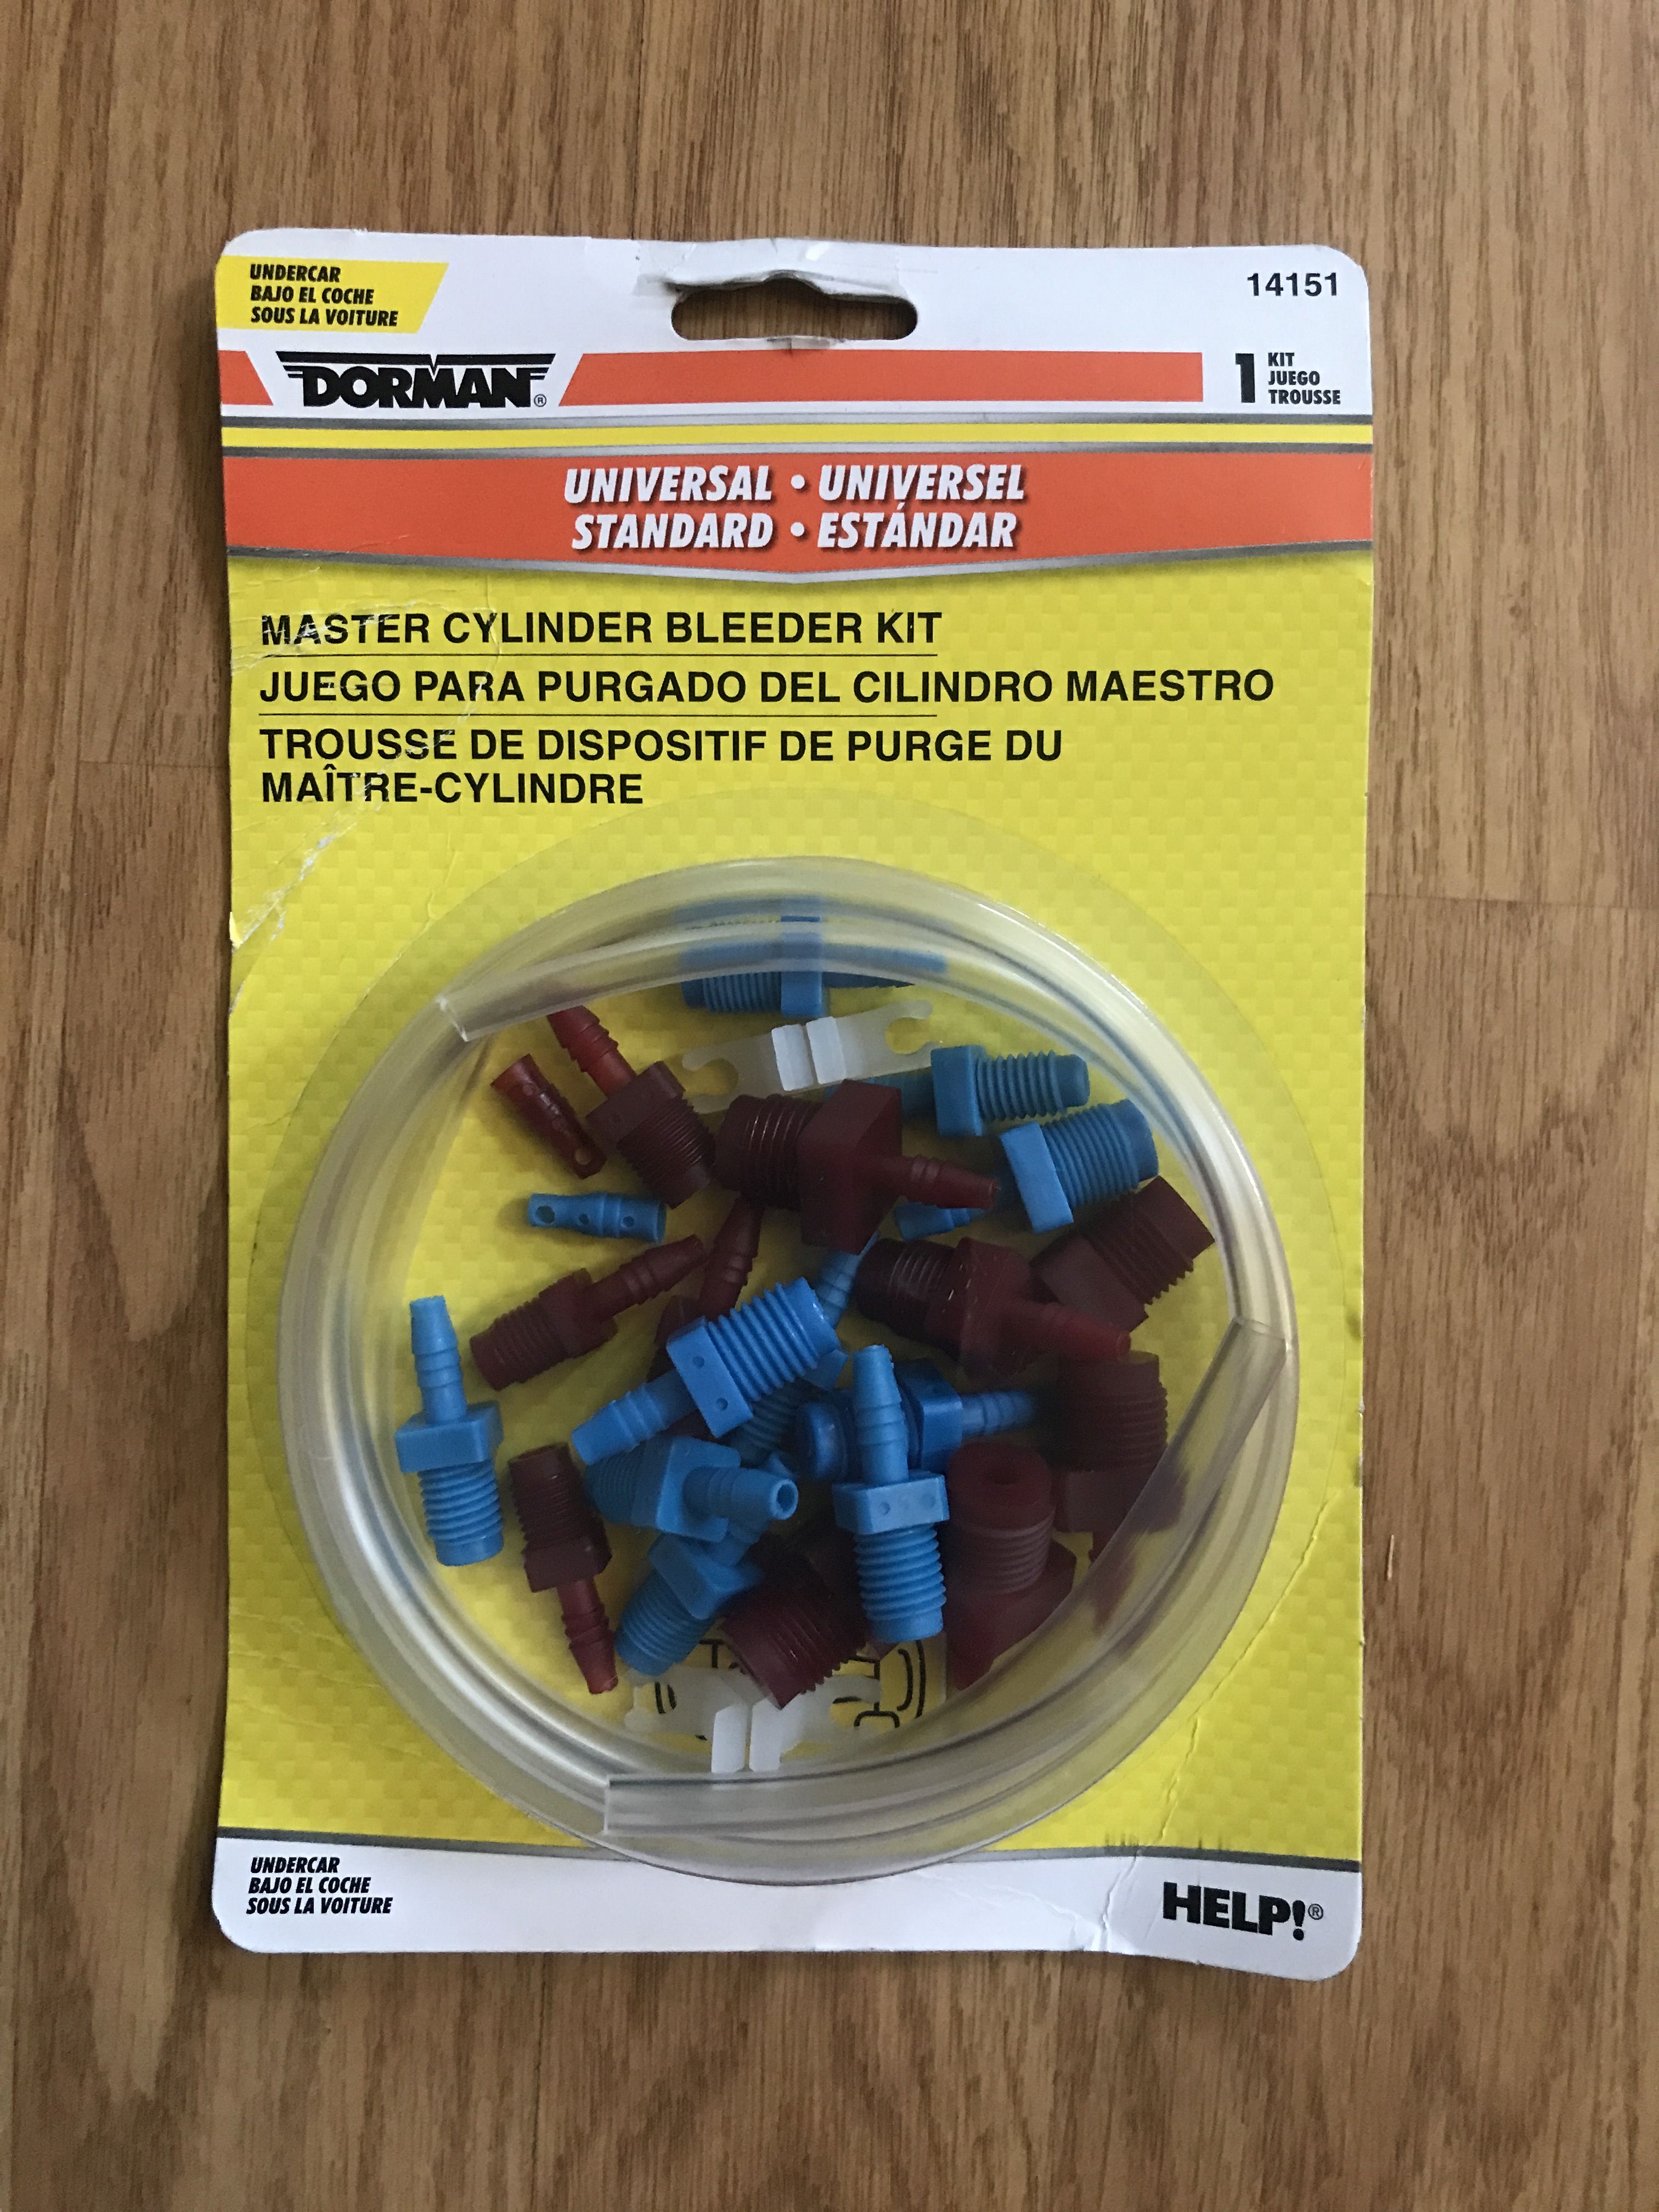 UNDERCAR
BAJO EL COCHE
SOUS LA VOITURE
14151
DORMAN®
1 KIT
JUEGO
TROUSSE
UNIVERSAL • UNIVERSEL
STANDARD • ESTÁNDAR
MASTER CYLINDER BLEEDER KIT
JUEGO PARA PURGADO DEL CILINDRO MAESTRO
TROUSSE DE DISPOSITIF DE PURGE DU
MAÎTRE-CYLINDRE
UNDERCAR
BAJO EL COCHE
SOUS LA VOITURE
HELP!®